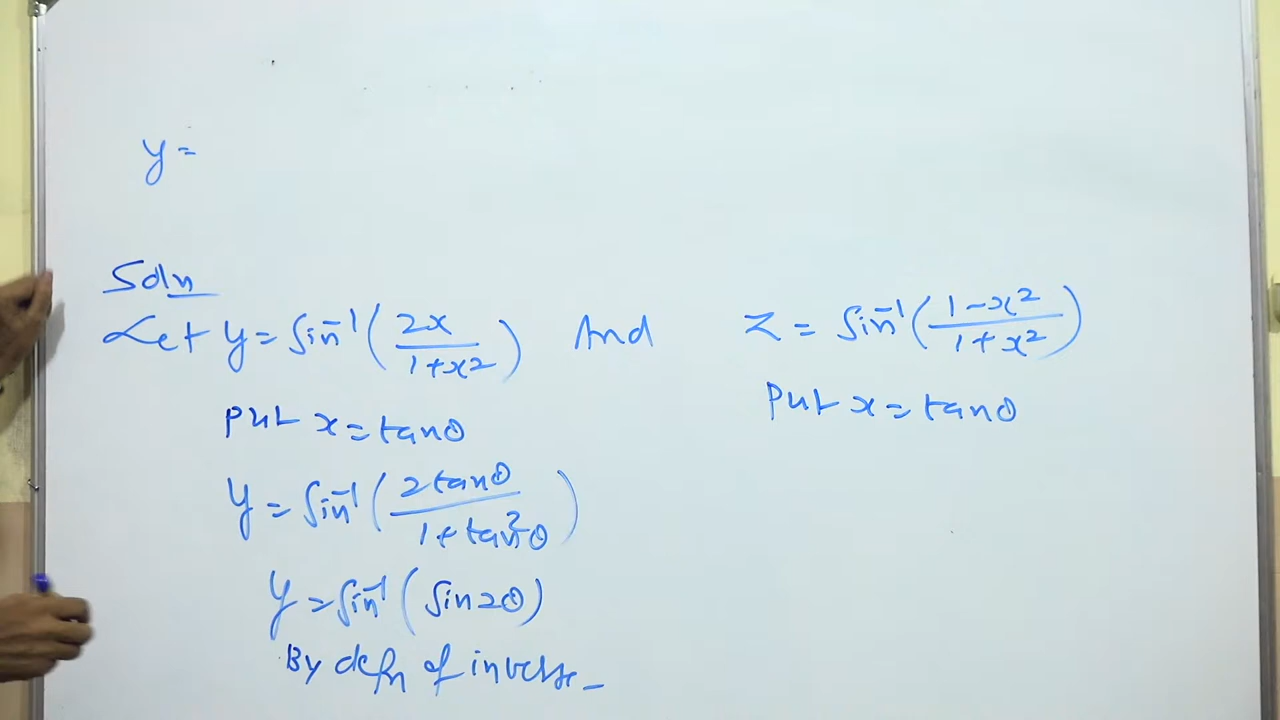 y =
Soln
Let y = sin⁻¹(2x/1+x²) And z = sin⁻¹(1-x²/1+x²)
Put x = tanθ
Put x = tanθ
y = sin⁻¹(2tanθ/1+tan²θ)
y = sin⁻¹(sin2θ)
By defn of inverse_